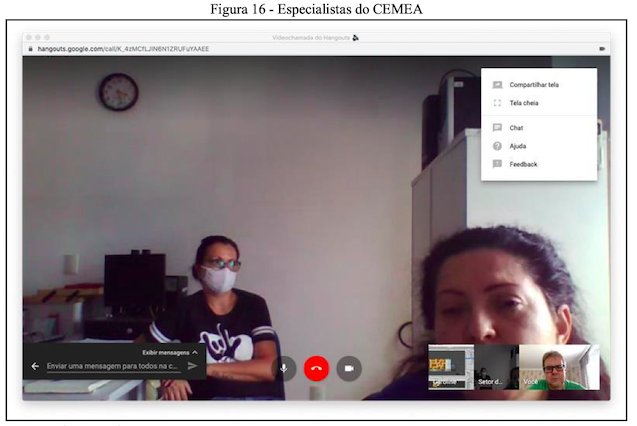 Figura 16 - Especialistas do CEMEA
Videochamada do Hangouts
hangouts.google.com/call/K_4zMCfLJIN6N1ZRUFuYAAEE
Compartilhar tela
Tela cheia
Chat
Ajuda
Feedback
Exibir mensagens
Enviar uma mensagem para todos na c...
Caroline
Setor d...
Você